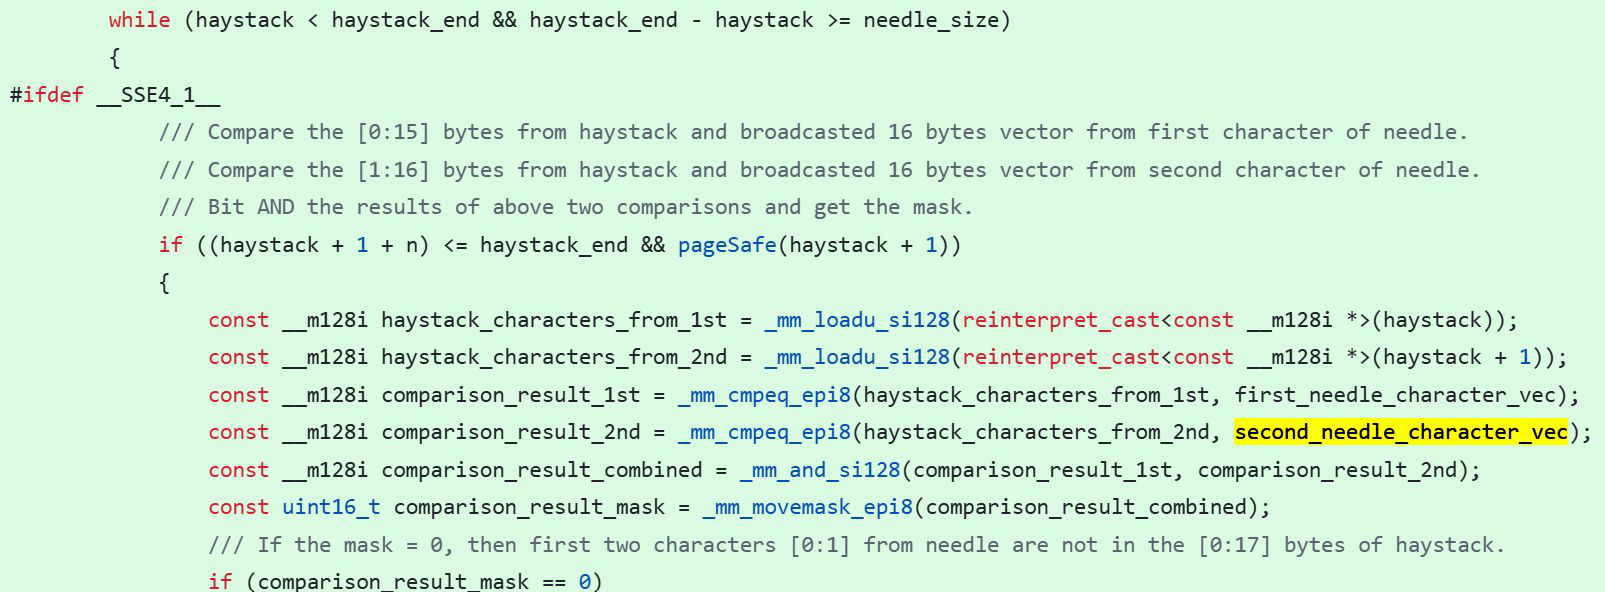 while (haystack < haystack_end && haystack_end - haystack >= needle_size)
{
#ifdef __SSE4_1__
/// Compare the [0:15] bytes from haystack and broadcasted 16 bytes vector from first character of needle.
/// Compare the [1:16] bytes from haystack and broadcasted 16 bytes vector from second character of needle.
/// Bit AND the results of above two comparisons and get the mask.
if ((haystack + 1 + n) <= haystack_end && pageSafe(haystack + 1))
{
const __m128i haystack_characters_from_1st = _mm_loadu_si128(reinterpret_cast<const __m128i *>(haystack));
const __m128i haystack_characters_from_2nd = _mm_loadu_si128(reinterpret_cast<const __m128i *>(haystack + 1));
const __m128i comparison_result_1st = _mm_cmpeq_epi8(haystack_characters_from_1st, first_needle_character_vec);
const __m128i comparison_result_2nd = _mm_cmpeq_epi8(haystack_characters_from_2nd, second_needle_character_vec);
const __m128i comparison_result_combined = _mm_and_si128(comparison_result_1st, comparison_result_2nd);
const uint16_t comparison_result_mask = _mm_movemask_epi8(comparison_result_combined);
/// If the mask = 0, then first two characters [0:1] from needle are not in the [0:17] bytes of haystack.
if (comparison_result_mask == 0)